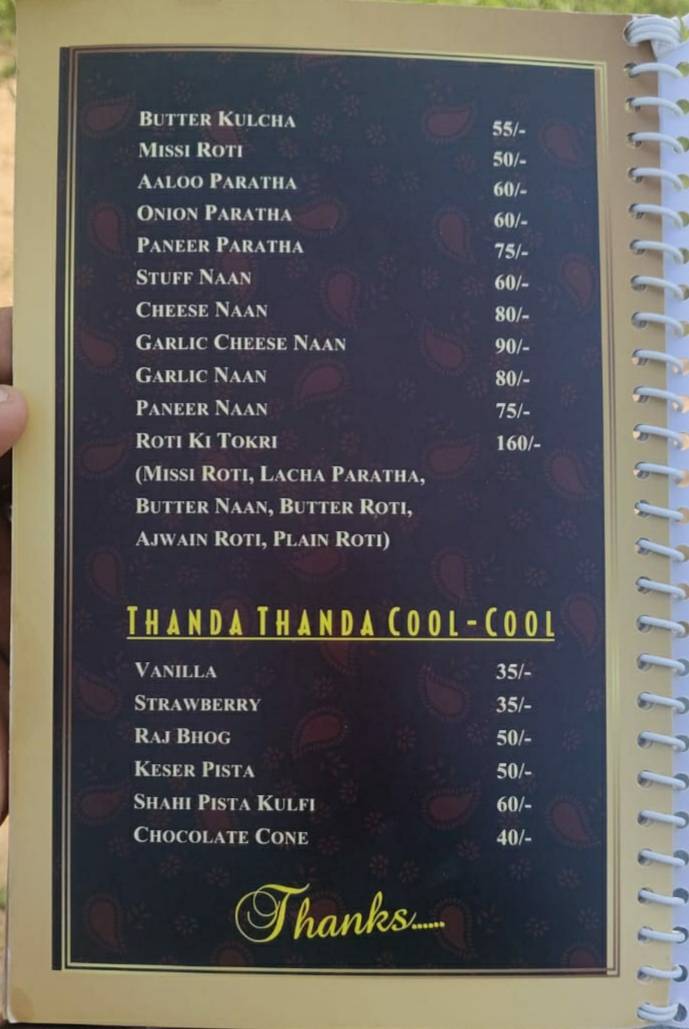 BUTTER KULCHA 55/-
MISSI ROTI 50/-
AALOO PARATHA 60/-
ONION PARATHA 60/-
PANEER PARATHA 75/-
STUFF NAAN 60/-
CHEESE NAAN 80/-
GARLIC CHEESE NAAN 90/-
GARLIC NAAN 80/-
PANEER NAAN 75/-
ROTI KI TOKRI 160/-
(MISSI ROTI, LACHA PARATHA,
BUTTER NAAN, BUTTER ROTI,
AJWAIN ROTI, PLAIN ROTI)
THANDA THANDA COOL-COOL
VANILLA 35/-
STRAWBERRY 35/-
RAJ BHOG 50/-
KESER PISTA 50/-
SHAHI PISTA KULFI 60/-
CHOCOLATE CONE 40/-
Thanks......